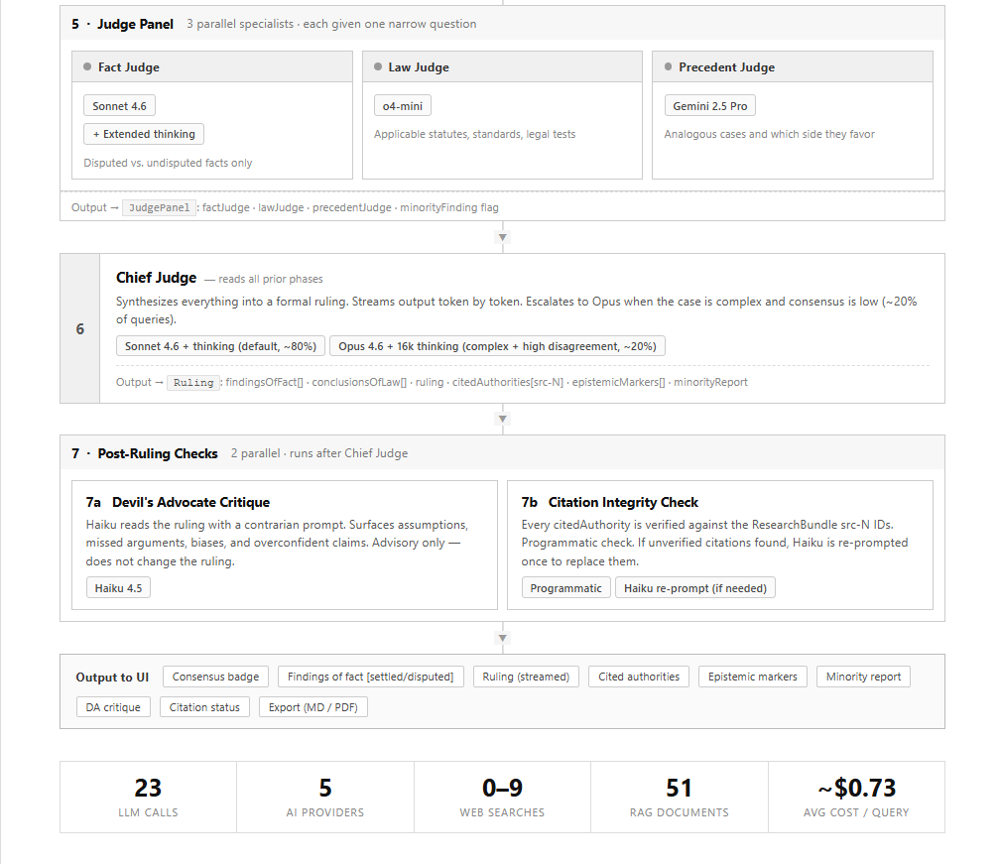 5 · Judge Panel 3 parallel specialists · each given one narrow question
Fact Judge
Sonnet 4.6
+ Extended thinking
Disputed vs. undisputed facts only
Law Judge
o4-mini
Applicable statutes, standards, legal tests
Precedent Judge
Gemini 2.5 Pro
Analogous cases and which side they favor
Output → JudgePanel: factJudge · lawJudge · precedentJudge · minorityFinding flag
▼
6
Chief Judge — reads all prior phases
Synthesizes everything into a formal ruling. Streams output token by token. Escalates to Opus when the case is complex and consensus is low (~20%
of queries).
Sonnet 4.6 + thinking (default, ~80%) Opus 4.6 + 16k thinking (complex + high disagreement, ~20%)
Output → Ruling: findingsOfFact[] · conclusionsOfLaw[] · ruling · citedAuthorities[src-N] · epistemicMarkers[] · minorityReport
▼
7 · Post-Ruling Checks 2 parallel · runs after Chief Judge
7a Devil's Advocate Critique
Haiku reads the ruling with a contrarian prompt. Surfaces assumptions,
missed arguments, biases, and overconfident claims. Advisory only —
does not change the ruling.
Haiku 4.5
7b Citation Integrity Check
Every citedAuthority is verified against the ResearchBundle src-N IDs.
Programmatic check. If unverified citations found, Haiku is re-prompted
once to replace them.
Programmatic Haiku re-prompt (if needed)
▼
Output to UI Consensus badge Findings of fact [settled/disputed] Ruling (streamed) Cited authorities Epistemic markers Minority report
DA critique Citation status Export (MD / PDF)
23
LLM CALLS
5
AI PROVIDERS
0–9
WEB SEARCHES
51
RAG DOCUMENTS
~$0.73
AVG COST / QUERY